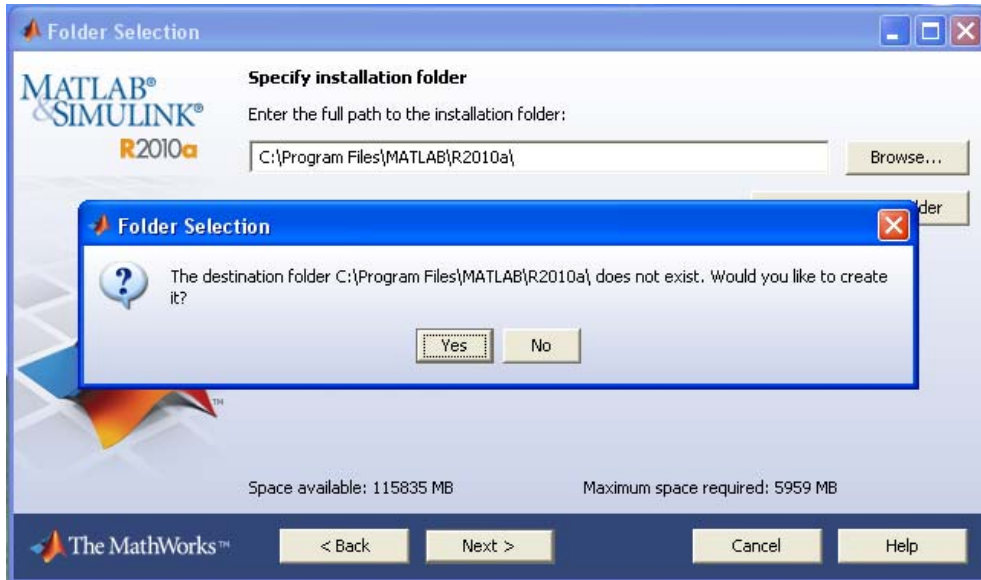 Folder Selection
MATLAB®
&SIMULINK®
R2010a
Specify installation folder
Enter the full path to the installation folder:
C:\Program Files\MATLAB\R2010a\
Browse...
Folder Selection
The destination folder C:\Program Files\MATLAB\R2010a\ does not exist. Would you like to create
it?
Yes
No
TM
Space available: 115835 MB
Maximum space required: 5959 MB
The MathWorks™
< Back
Next >
Cancel
Help